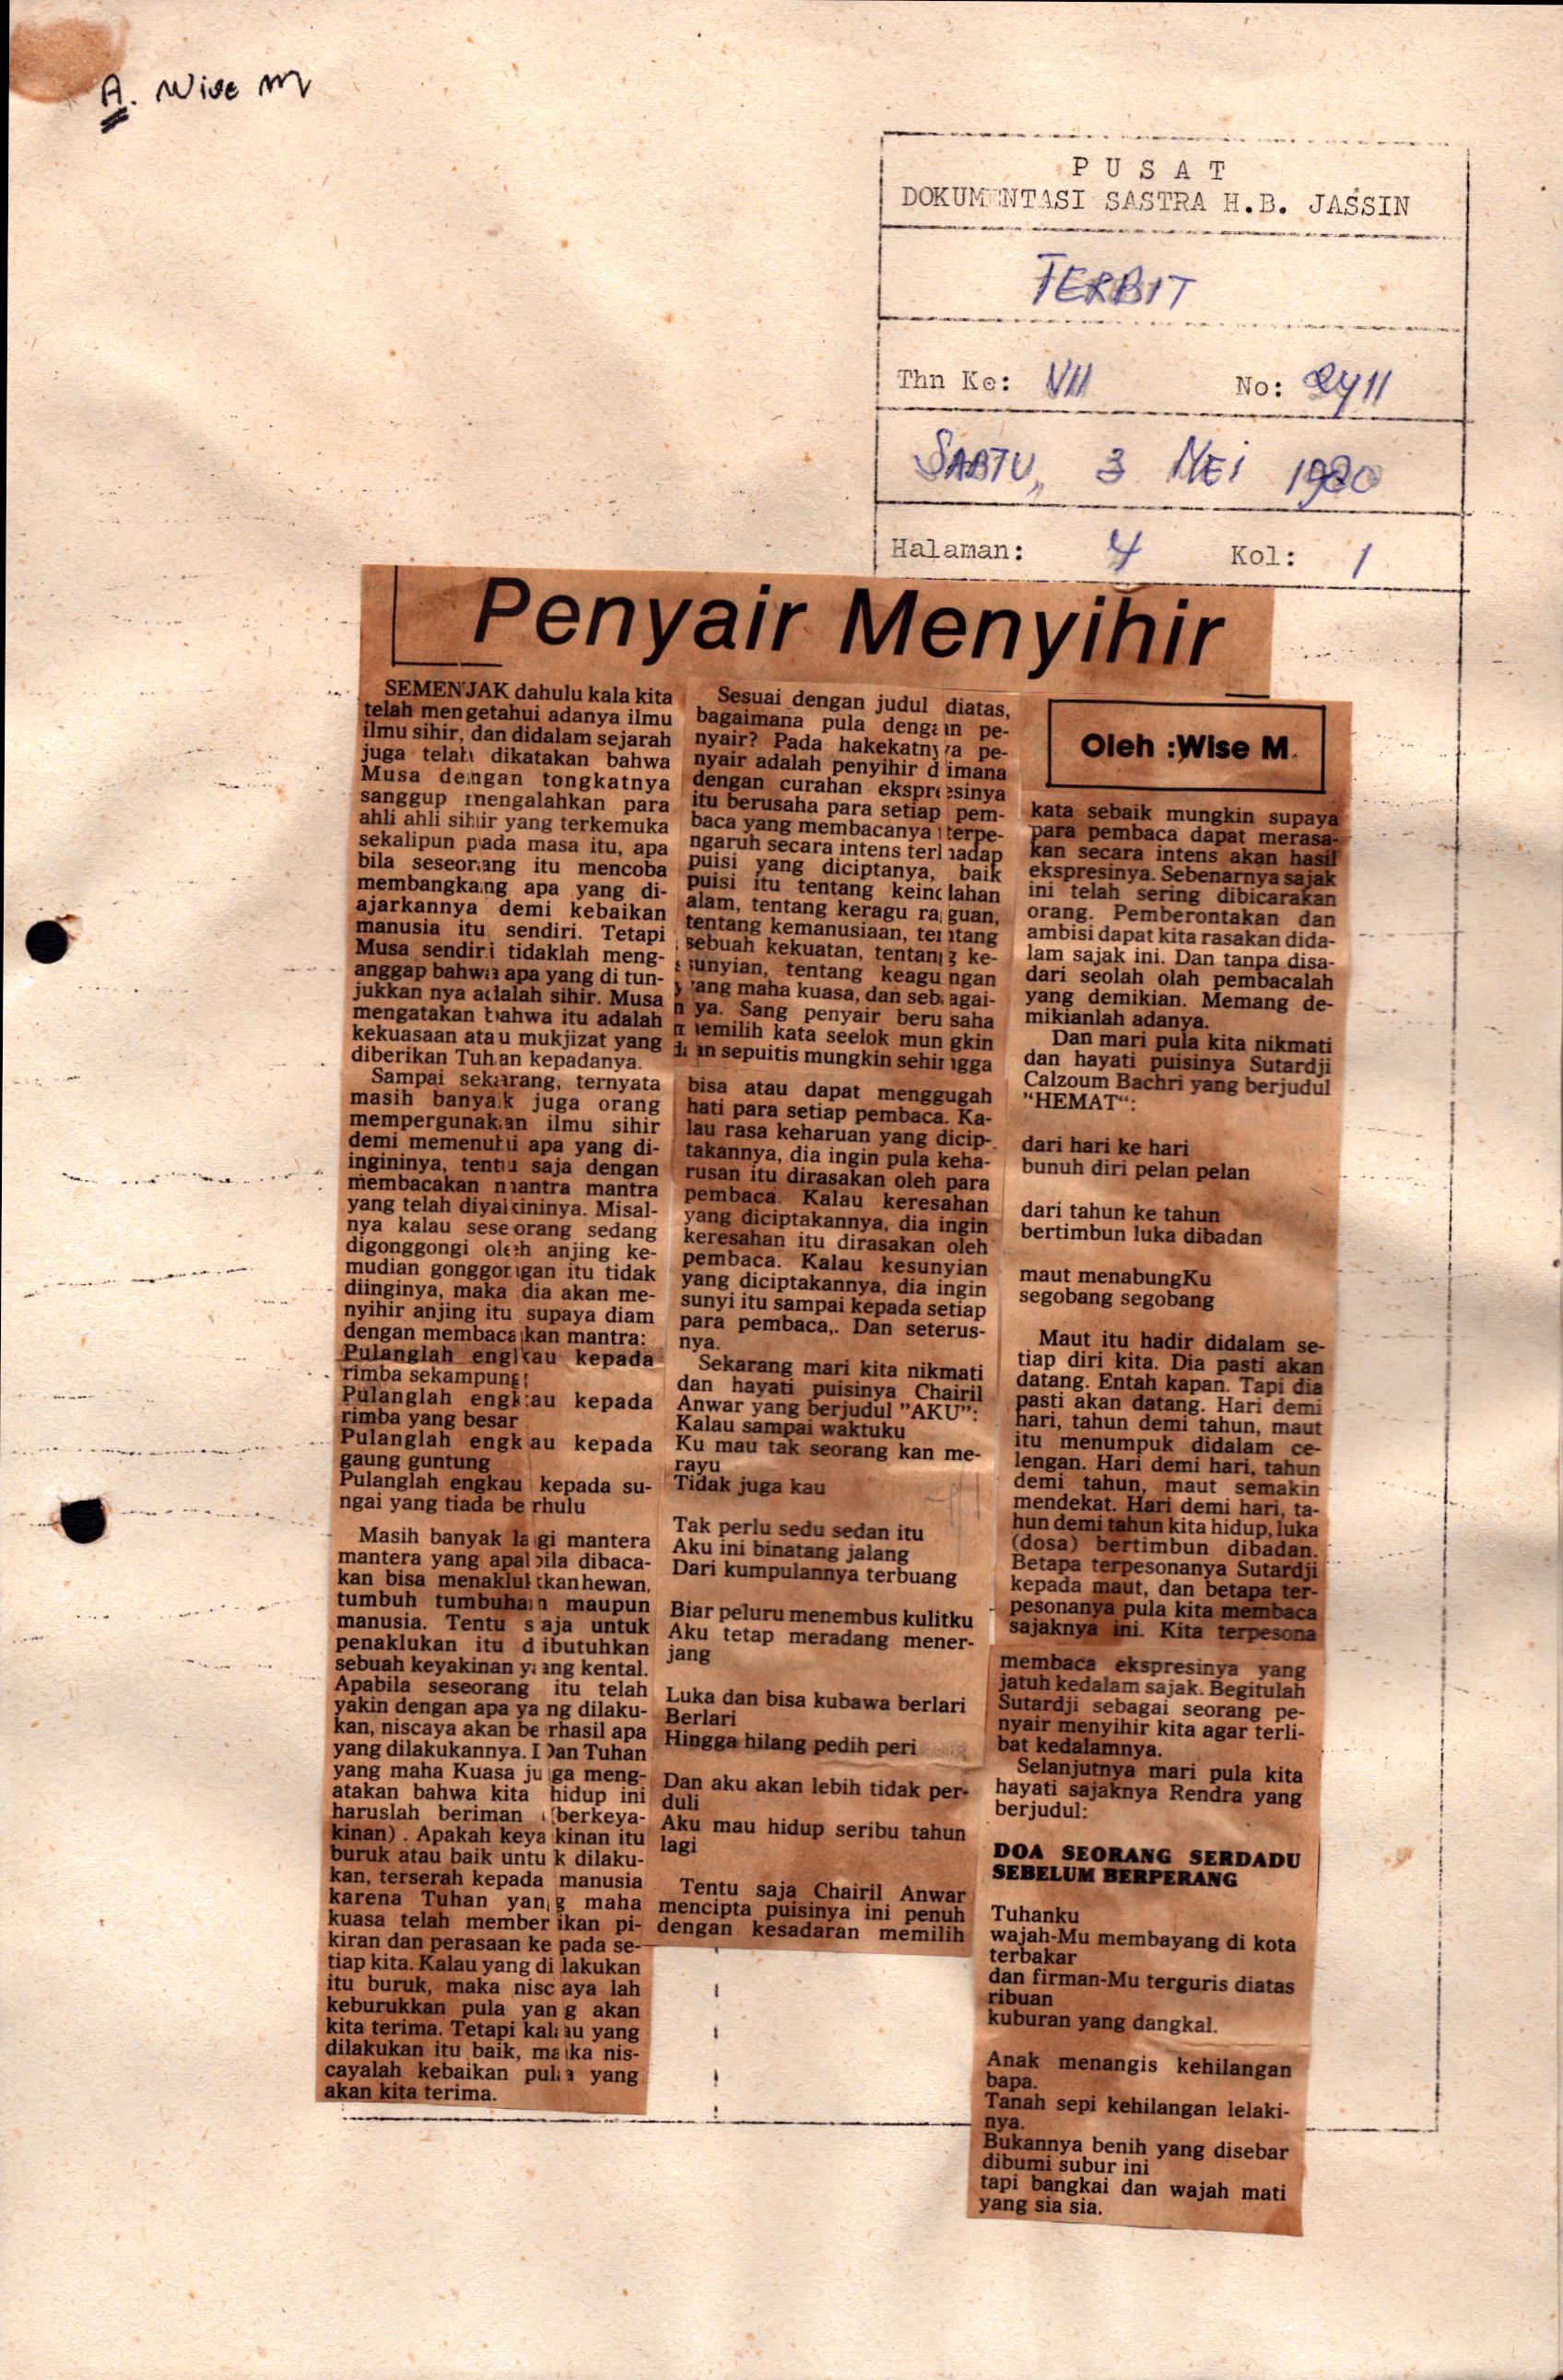 A. Wise M
P U S A T
DOKUMENTASI SASTRA H.B. JASSIN
TERBIT
Thn Ke: VII No: 2411
SABTU, 3 MEI 1980
Halaman: 4 Kol: 1
Penyair Menyihir
SEMENJAK dahulu kala kita
telah mengetahui adanya ilmu
ilmu sihir, dan didalam sejarah
juga telah dikatakan bahwa
Musa dengan tongkatnya
sanggup mengalahkan para
ahli ahli sihir yang terkemuka
sekalipun pada masa itu, apa
bila seseorang itu mencoba
membangkang apa yang di-
ajarkannya demi kebaikan
manusia itu sendiri. Tetapi
Musa sendiri tidaklah meng-
anggap bahwa apa yang di tun-
jukkan nya adalah sihir. Musa
mengatakan bahwa itu adalah
kekuasaan atau mukjizat yang
diberikan Tuhan kepadanya.
Sampai sekarang, ternyata
masih banyak juga orang
mempergunakan ilmu sihir
demi memenuhi apa yang di-
ingininya, tentu saja dengan
membacakan mantra mantra
yang telah diyakininya. Misal-
nya kalau seseorang sedang
digonggongi oleh anjing ke-
mudian gonggongan itu tidak
diinginya, maka dia akan me-
nyihir anjing itu supaya diam
dengan membacakan mantra:
Pulanglah engkau kepada
rimba sekampung
Pulanglah engkau kepada
rimba yang besar
Pulanglah engkau kepada
gaung guntung
Pulanglah engkau kepada su-
ngai yang tiada berhulu
Masih banyak lagi mantera
mantera yang apabila dibaca-
kan bisa menaklukkan hewan,
tumbuh tumbuhan maupun
manusia. Tentu saja untuk
penaklukan itu dibutuhkan
sebuah keyakinan yang kental.
Apabila seseorang itu telah
yakin dengan apa yang dilaku-
kan, niscaya akan berhasil apa
yang dilakukannya. Dan Tuhan
yang maha Kuasa juga meng-
atakan bahwa kita hidup ini
haruslah beriman (berkeya-
kinan). Apakah keyakinan itu
buruk atau baik untuk dilaku-
kan, terserah kepada manusia
karena Tuhan yang maha
kuasa telah memberikan pi-
kiran dan perasaan kepada se-
tiap kita. Kalau yang dilakukan
itu buruk, maka niscaya lah
keburukkan pula yang akan
kita terima. Tetapi kalau yang
dilakukan itu baik, maka nis-
cayalah kebaikan pula yang
akan kita terima.
Sesuai dengan judul diatas,
bagaimana pula dengan pe-
nyair? Pada hakekatnya pe-
nyair adalah penyihir dimana
dengan curahan ekspresinya
itu berusaha para setiap pem-
baca yang membacanya terpe-
ngaruh secara intens terhadap
puisi yang diciptanya, baik
puisi itu tentang keindahan
alam, tentang keragu raguan,
tentang kemanusiaan, tentang
sebuah kekuatan, tentang ke-
sunyian, tentang keagungan
yang maha kuasa, dan sebagai-
nya. Sang penyair berusaha
memilih kata seelok mungkin
dan sepuitis mungkin sehingga
bisa atau dapat menggugah
hati para setiap pembaca. Ka-
lau rasa keharuan yang dicip-
takannya, dia ingin pula keha-
rusan itu dirasakan oleh para
pembaca. Kalau keresahan
yang diciptakannya, dia ingin
keresahan itu dirasakan oleh
pembaca. Kalau kesunyian
yang diciptakannya, dia ingin
sunyi itu sampai kepada setiap
para pembaca,. Dan seterus-
nya.
Sekarang mari kita nikmati
dan hayati puisinya Chairil
Anwar yang berjudul "AKU":
Kalau sampai waktuku
Ku mau tak seorang kan me-
rayu
Tidak juga kau
Tak perlu sedu sedan itu
Aku ini binatang jalang
Dari kumpulannya terbuang
Biar peluru menembus kulitku
Aku tetap meradang mener-
jang
Luka dan bisa kubawa berlari
Berlari
Hingga hilang pedih peri
Dan aku akan lebih tidak per-
duli
Aku mau hidup seribu tahun
lagi
Tentu saja Chairil Anwar
mencipta puisinya ini penuh
dengan kesadaran memilih
Oleh : Wise M.
kata sebaik mungkin supaya
para pembaca dapat merasa-
kan secara intens akan hasil
ekspresinya. Sebenarnya sajak
ini telah sering dibicarakan
orang. Pemberontakan dan
ambisi dapat kita rasakan dida-
lam sajak ini. Dan tanpa disa-
dari seolah olah pembacalah
yang demikian. Memang de-
mikianlah adanya.
Dan mari pula kita nikmati
dan hayati puisinya Sutardji
Calzoum Bachri yang berjudul
"HEMAT":
dari hari ke hari
bunuh diri pelan pelan
dari tahun ke tahun
bertimbun luka dibadan
maut menabungKu
segobang segobang
Maut itu hadir didalam se-
tiap diri kita. Dia pasti akan
datang. Entah kapan. Tapi dia
pasti akan datang. Hari demi
hari, tahun demi tahun, maut
itu menumpuk didalam ce-
lengan. Hari demi hari, tahun
demi tahun, maut semakin
mendekat. Hari demi hari, ta-
hun demi tahun kita hidup, luka
(dosa) bertimbun dibadan.
Betapa terpesonanya Sutardji
kepada maut, dan betapa ter-
pesonanya pula kita membaca
sajaknya ini. Kita terpesona
membaca ekspresinya yang
jatuh kedalam sajak. Begitulah
Sutardji sebagai seorang pe-
nyair menyihir kita agar terli-
bat kedalamnya.
Selanjutnya mari pula kita
hayati sajaknya Rendra yang
berjudul:
DOA SEORANG SERDADU
SEBELUM BERPERANG
Tuhanku
wajah-Mu membayang di kota
terbakar
dan firman-Mu terguris diatas
ribuan
kuburan yang dangkal.
Anak menangis kehilangan
bapa.
Tanah sepi kehilangan lelaki-
nya.
Bukannya benih yang disebar
dibumi subur ini
tapi bangkai dan wajah mati
yang sia sia.